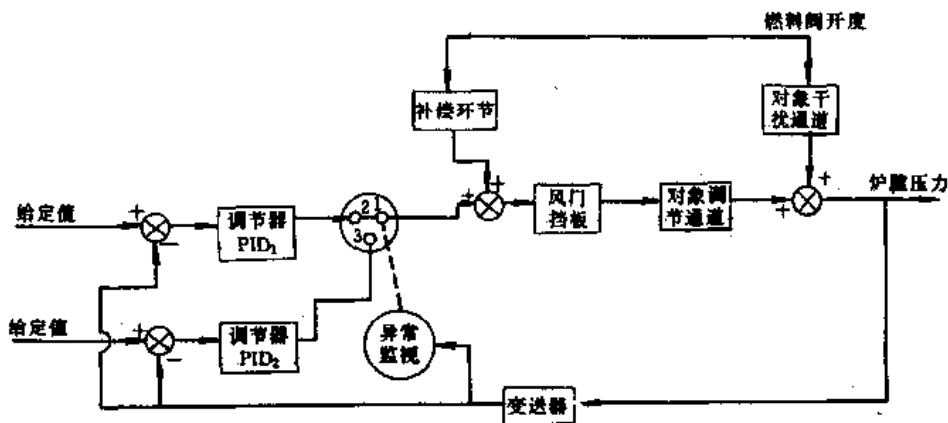 燃料阀开度
补偿环节
对象干
扰通道
炉膛压力
给定值
+
−
调节器
PID₁
2
1
3
+
+
风门
挡板
对象调
节通道
+
+
给定值
+
−
调节器
PID₂
异常
监视
变送器